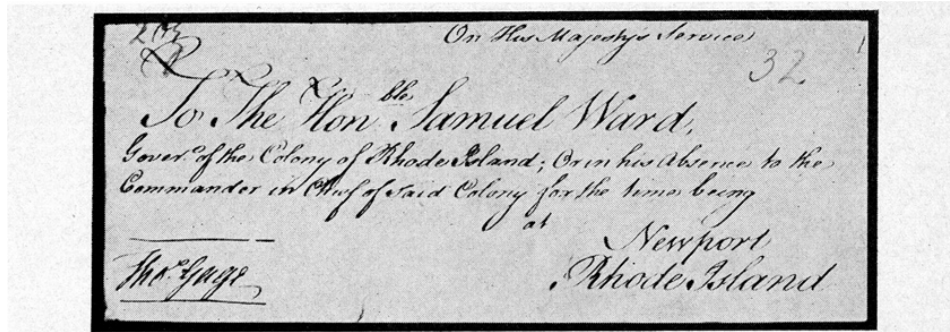 On His Majesty's Service
32
To The Hon.ble Samuel Ward,
Gover.r of the Colony of Rhode Island; Or in his Absence to the
Commander in Chief of said Colony for the time being
at
Newport
Rhode Island
Tho.s Gage